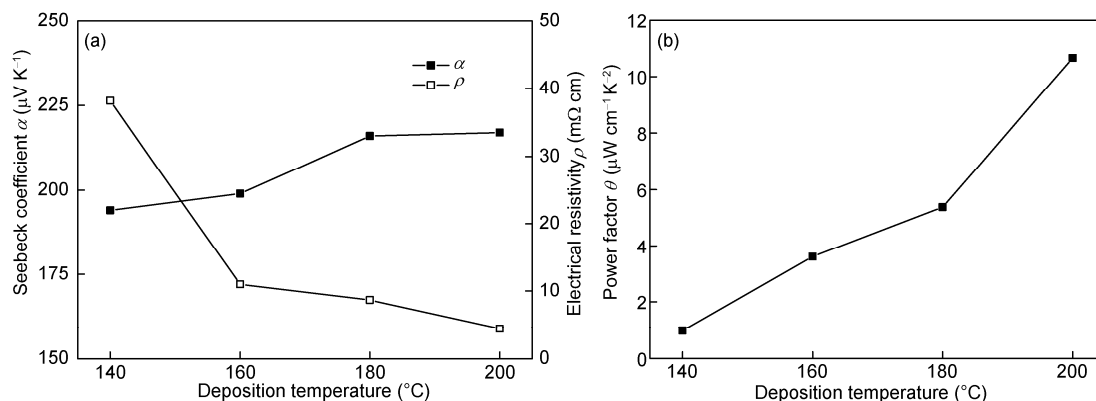 (a)
α
ρ
Seebeck coefficient α (μV K⁻¹)
250
225
200
175
150
Electrical resistivity ρ (mΩ cm)
50
40
30
20
10
0
140 160 180 200
Deposition temperature (°C)
(b)
Power factor θ (μW cm⁻¹ K⁻²)
12
10
8
6
4
2
0
140 160 180 200
Deposition temperature (°C)